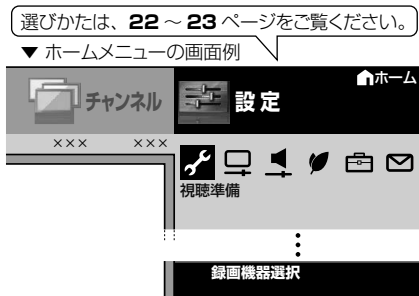 選びかたは、22～23ページをご覧ください。
▼ ホームメニューの画面例
ホーム
チャンネル
設定
××× ×××
視聴準備
録画機器選択